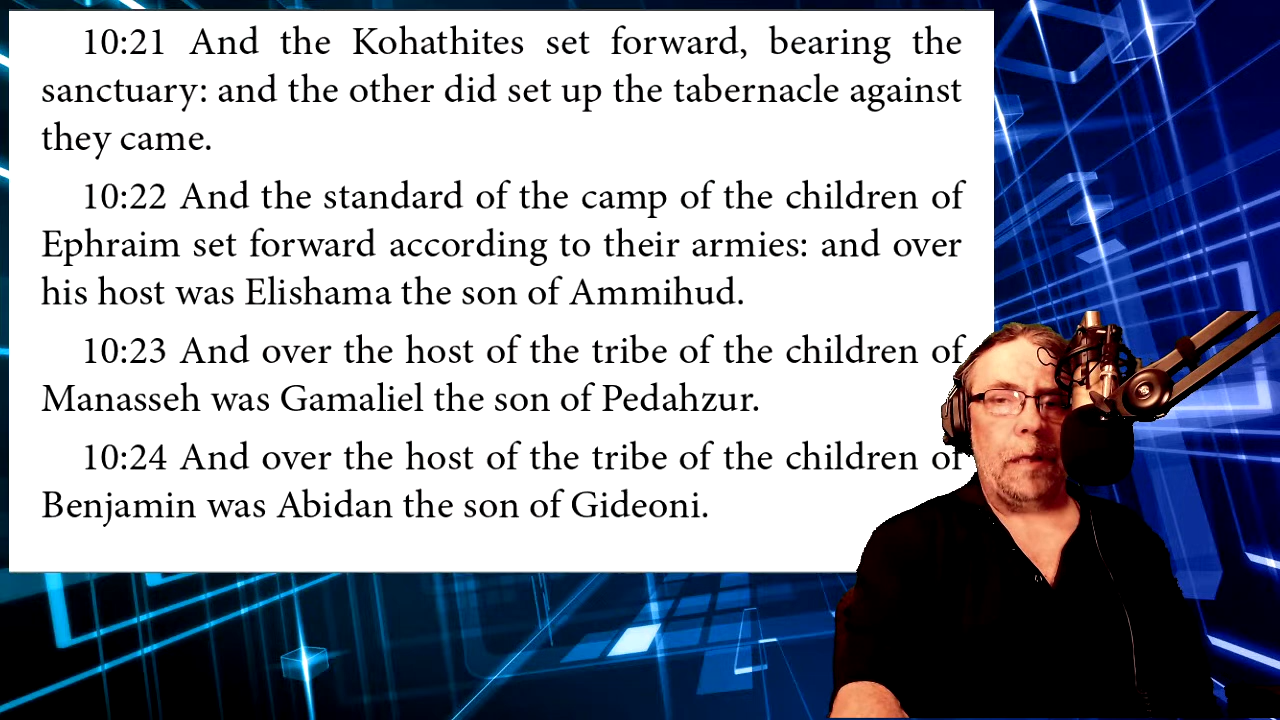 10:21 And the Kohathites set forward, bearing the
sanctuary: and the other did set up the tabernacle against
they came.
10:22 And the standard of the camp of the children of
Ephraim set forward according to their armies: and over
his host was Elishama the son of Ammihud.
10:23 And over the host of the tribe of the children of
Manasseh was Gamaliel the son of Pedahzur.
10:24 And over the host of the tribe of the children of
Benjamin was Abidan the son of Gideoni.